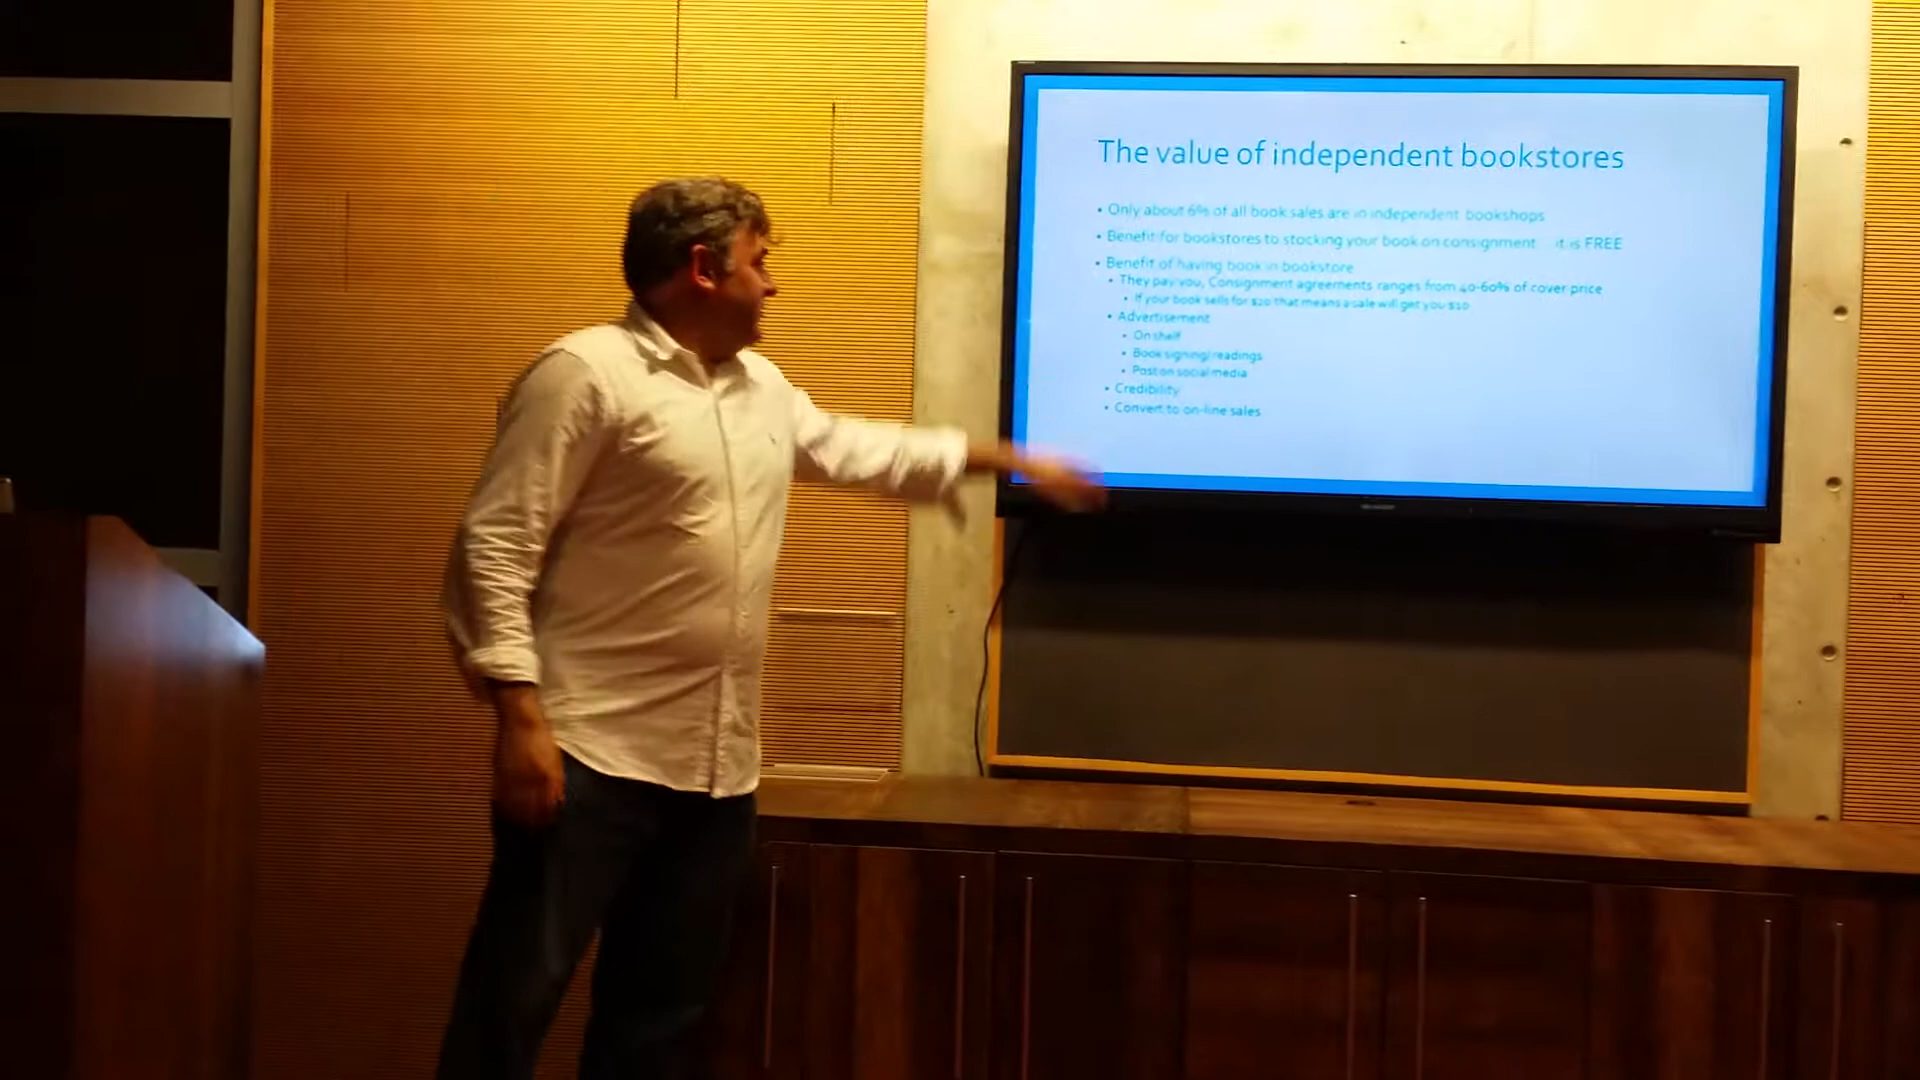 The value of independent bookstores
• Only about 6% of all book sales are in independent bookshops
• Benefit for bookstores to stocking your book on consignment it is FREE
• Benefit of having book in bookstore
• They pay you, Consignment agreements ranges from 40-60% of cover price
• If your book sells for $20 that means a sale will get you $10
• Advertisement
• On shelf
• Book signing/readings
• Post on social media
• Credibility
• Convert to on-line sales